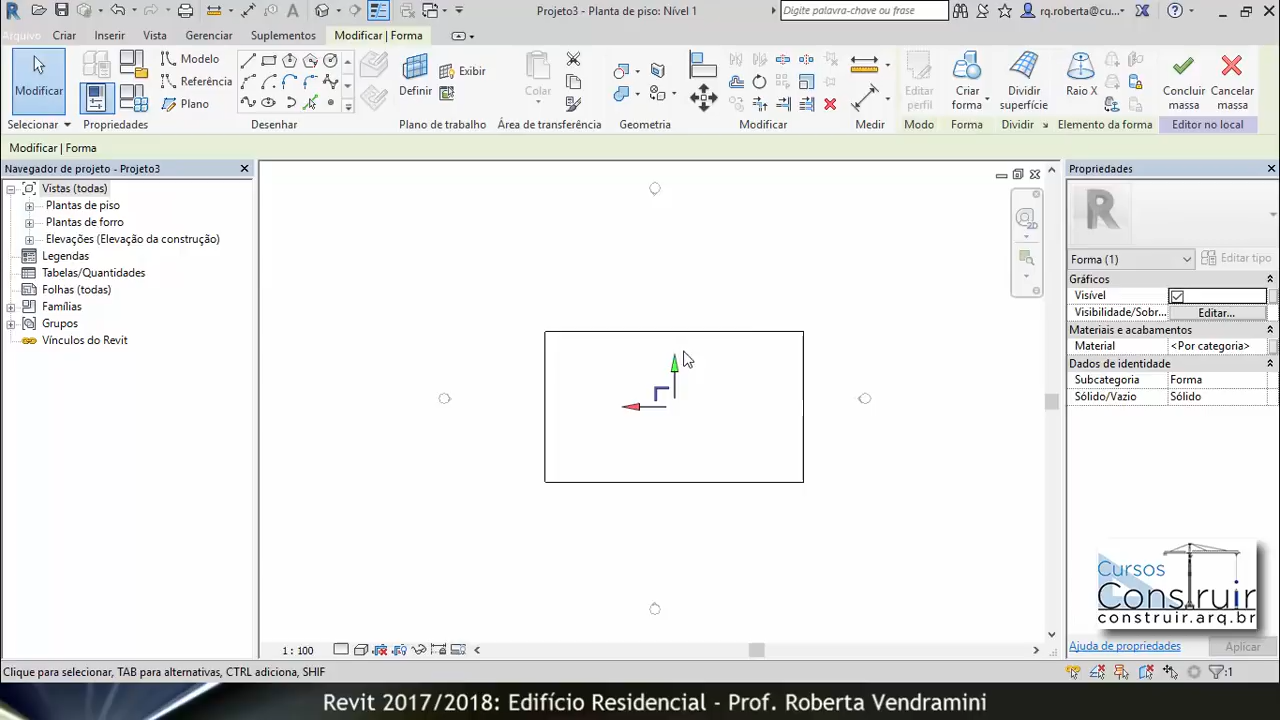 Projeto3 - Planta de piso: Nível 1
Digite palavra-chave ou frase
rq.roberta@cu...
Arquivo Criar Inserir Vista Gerenciar Suplementos Modificar | Forma
Modificar
Modelo
Referência
Plano
Definir
Exibir
Colar
Editar perfil
Criar forma
Dividir superfície
Raio X
Concluir massa
Cancelar massa
Selecionar Propriedades Desenhar Plano de trabalho Área de transferência Geometria Modificar Medir Modo Forma Dividir Elemento da forma Editor no local
Modificar | Forma
Navegador de projeto - Projeto3
Vistas (todas)
Plantas de piso
Plantas de forro
Elevações (Elevação da construção)
Legendas
Tabelas/Quantidades
Folhas (todas)
Famílias
Grupos
Vínculos do Revit
2D
Propriedades
R
Forma (1) Editar tipo
Gráficos
Visível
Visibilidade/Sobr... Editar...
Materiais e acabamentos
Material <Por categoria>
Dados de identidade
Subcategoria Forma
Sólido/Vazio Sólido
Cursos
Construir
construir.arq.br
Ajuda de propriedades Aplicar
1 : 100
Clique para selecionar, TAB para alternativas, CTRL adiciona, SHIF
:1
Revit 2017/2018: Edifício Residencial - Prof. Roberta Vendramini